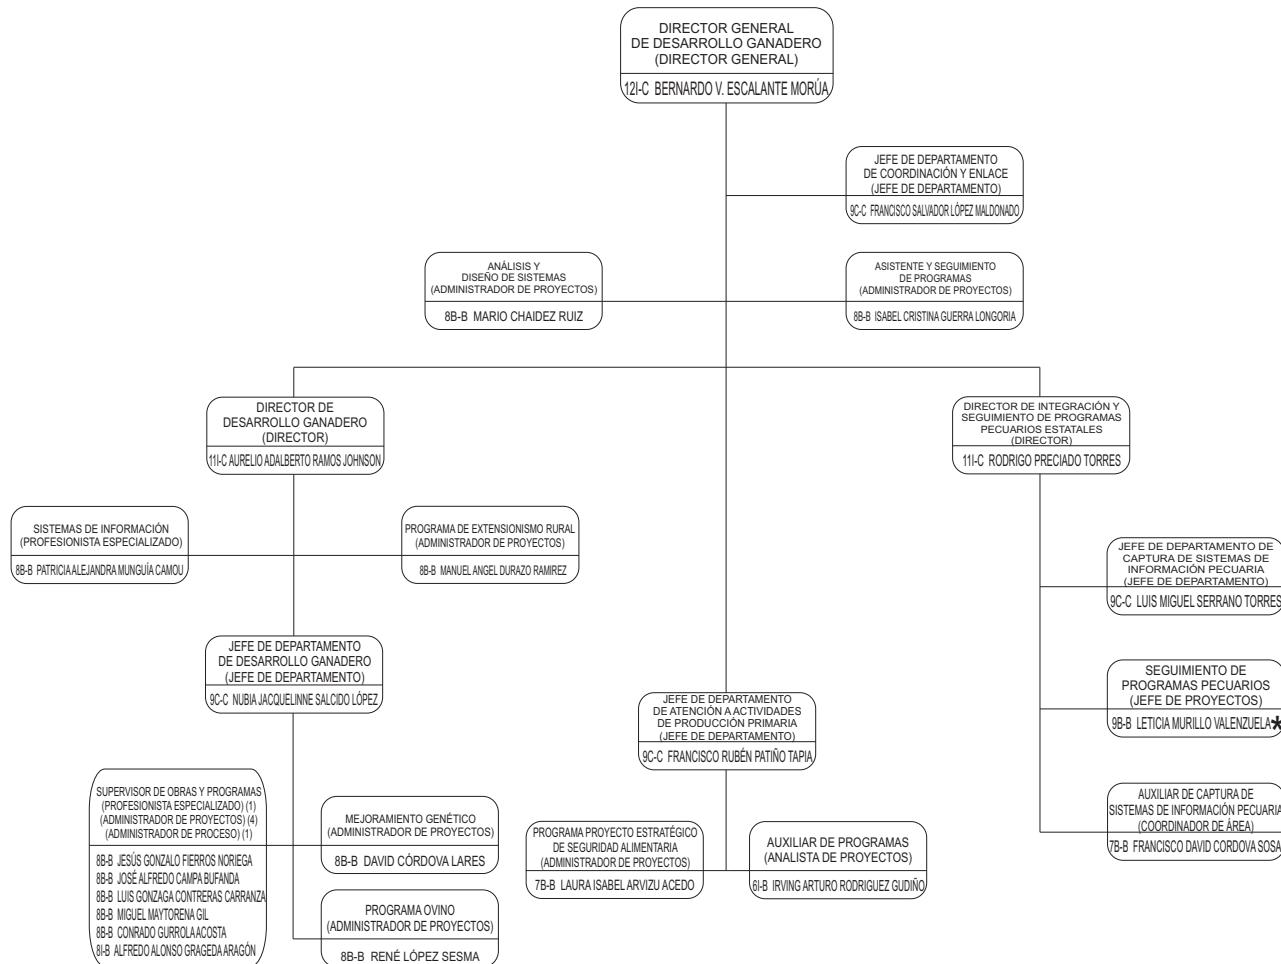 DIRECTOR GENERAL
DE DESARROLLO GANADERO
(DIRECTOR GENERAL)
12I-C BERNARDO V. ESCALANTE MORÚA
JEFE DE DEPARTAMENTO
DE COORDINACIÓN Y ENLACE
(JEFE DE DEPARTAMENTO)
9C-C FRANCISCO SALVADOR LÓPEZ MALDONADO
ANÁLISIS Y
DISEÑO DE SISTEMAS
(ADMINISTRADOR DE PROYECTOS)
8B-B MARIO CHAIDEZ RUIZ
ASISTENTE Y SEGUIMIENTO
DE PROGRAMAS
(ADMINISTRADOR DE PROYECTOS)
8B-B ISABEL CRISTINA GUERRA LONGORIA
DIRECTOR DE
DESARROLLO GANADERO
(DIRECTOR)
11I-C AURELIO ADALBERTO RAMOS JOHNSON
DIRECTOR DE INTEGRACIÓN Y
SEGUIMIENTO DE PROGRAMAS
PECUARIOS ESTATALES
(DIRECTOR)
11I-C RODRIGO PRECIADO TORRES
SISTEMAS DE INFORMACIÓN
(PROFESIONISTA ESPECIALIZADO)
8B-B PATRICIA ALEJANDRA MUNGUÍA CAMOU
PROGRAMA DE EXTENSIONISMO RURAL
(ADMINISTRADOR DE PROYECTOS)
8B-B MANUEL ANGEL DURAZO RAMIREZ
JEFE DE DEPARTAMENTO DE
CAPTURA DE SISTEMAS DE
INFORMACIÓN PECUARIA
(JEFE DE DEPARTAMENTO)
9C-C LUIS MIGUEL SERRANO TORRES
JEFE DE DEPARTAMENTO
DE DESARROLLO GANADERO
(JEFE DE DEPARTAMENTO)
9C-C NUBIA JACQUELINNE SALCIDO LÓPEZ
SEGUIMIENTO DE
PROGRAMAS PECUARIOS
(JEFE DE PROYECTOS)
9B-B LETICIA MURILLO VALENZUELA*
JEFE DE DEPARTAMENTO
DE ATENCIÓN A ACTIVIDADES
DE PRODUCCIÓN PRIMARIA
(JEFE DE DEPARTAMENTO)
9C-C FRANCISCO RUBÉN PATIÑO TAPIA
SUPERVISOR DE OBRAS Y PROGRAMAS
(PROFESIONISTA ESPECIALIZADO) (1)
(ADMINISTRADOR DE PROYECTOS) (4)
(ADMINISTRADOR DE PROCESO) (1)
8B-B JESÚS GONZALO FIERROS NORIEGA
8B-B JOSÉ ALFREDO CAMPA BUFANDA
8B-B LUIS GONZAGA CONTRERAS CARRANZA
8B-B MIGUEL MAYTORENA GIL
8B-B CONRADO GURROLA ACOSTA
8I-B ALFREDO ALONSO GRAGEDA ARAGÓN
MEJORAMIENTO GENÉTICO
(ADMINISTRADOR DE PROYECTOS)
8B-B DAVID CÓRDOVA LARES
PROGRAMA OVINO
(ADMINISTRADOR DE PROYECTOS)
8B-B RENÉ LÓPEZ SESMA
PROGRAMA PROYECTO ESTRATÉGICO
DE SEGURIDAD ALIMENTARIA
(ADMINISTRADOR DE PROYECTOS)
7B-B LAURA ISABEL ARVIZU ACEDO
AUXILIAR DE PROGRAMAS
(ANALISTA DE PROYECTOS)
6I-B IRVING ARTURO RODRIGUEZ GUDIÑO
AUXILIAR DE CAPTURA DE
SISTEMAS DE INFORMACIÓN PECUARIA
(COORDINADOR DE ÁREA)
7B-B FRANCISCO DAVID CORDOVA SOSA